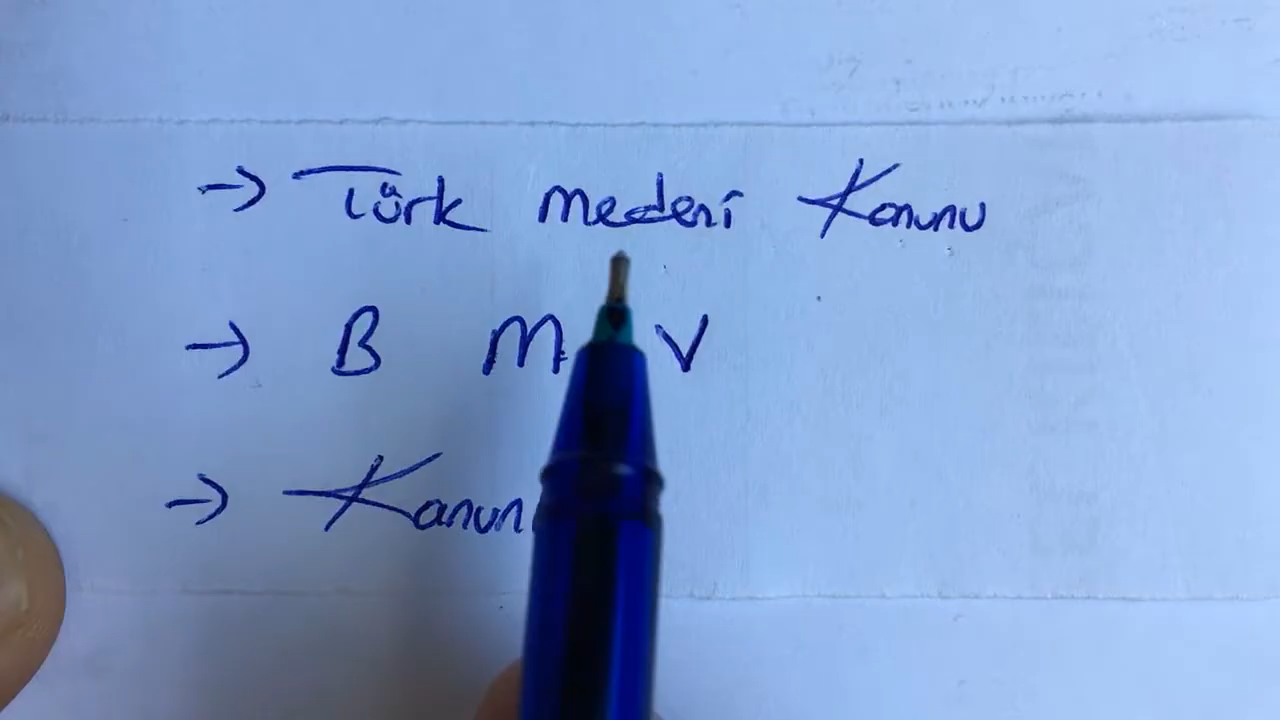 → Türk medeni Kanunu
→ B M V
→ Kanun